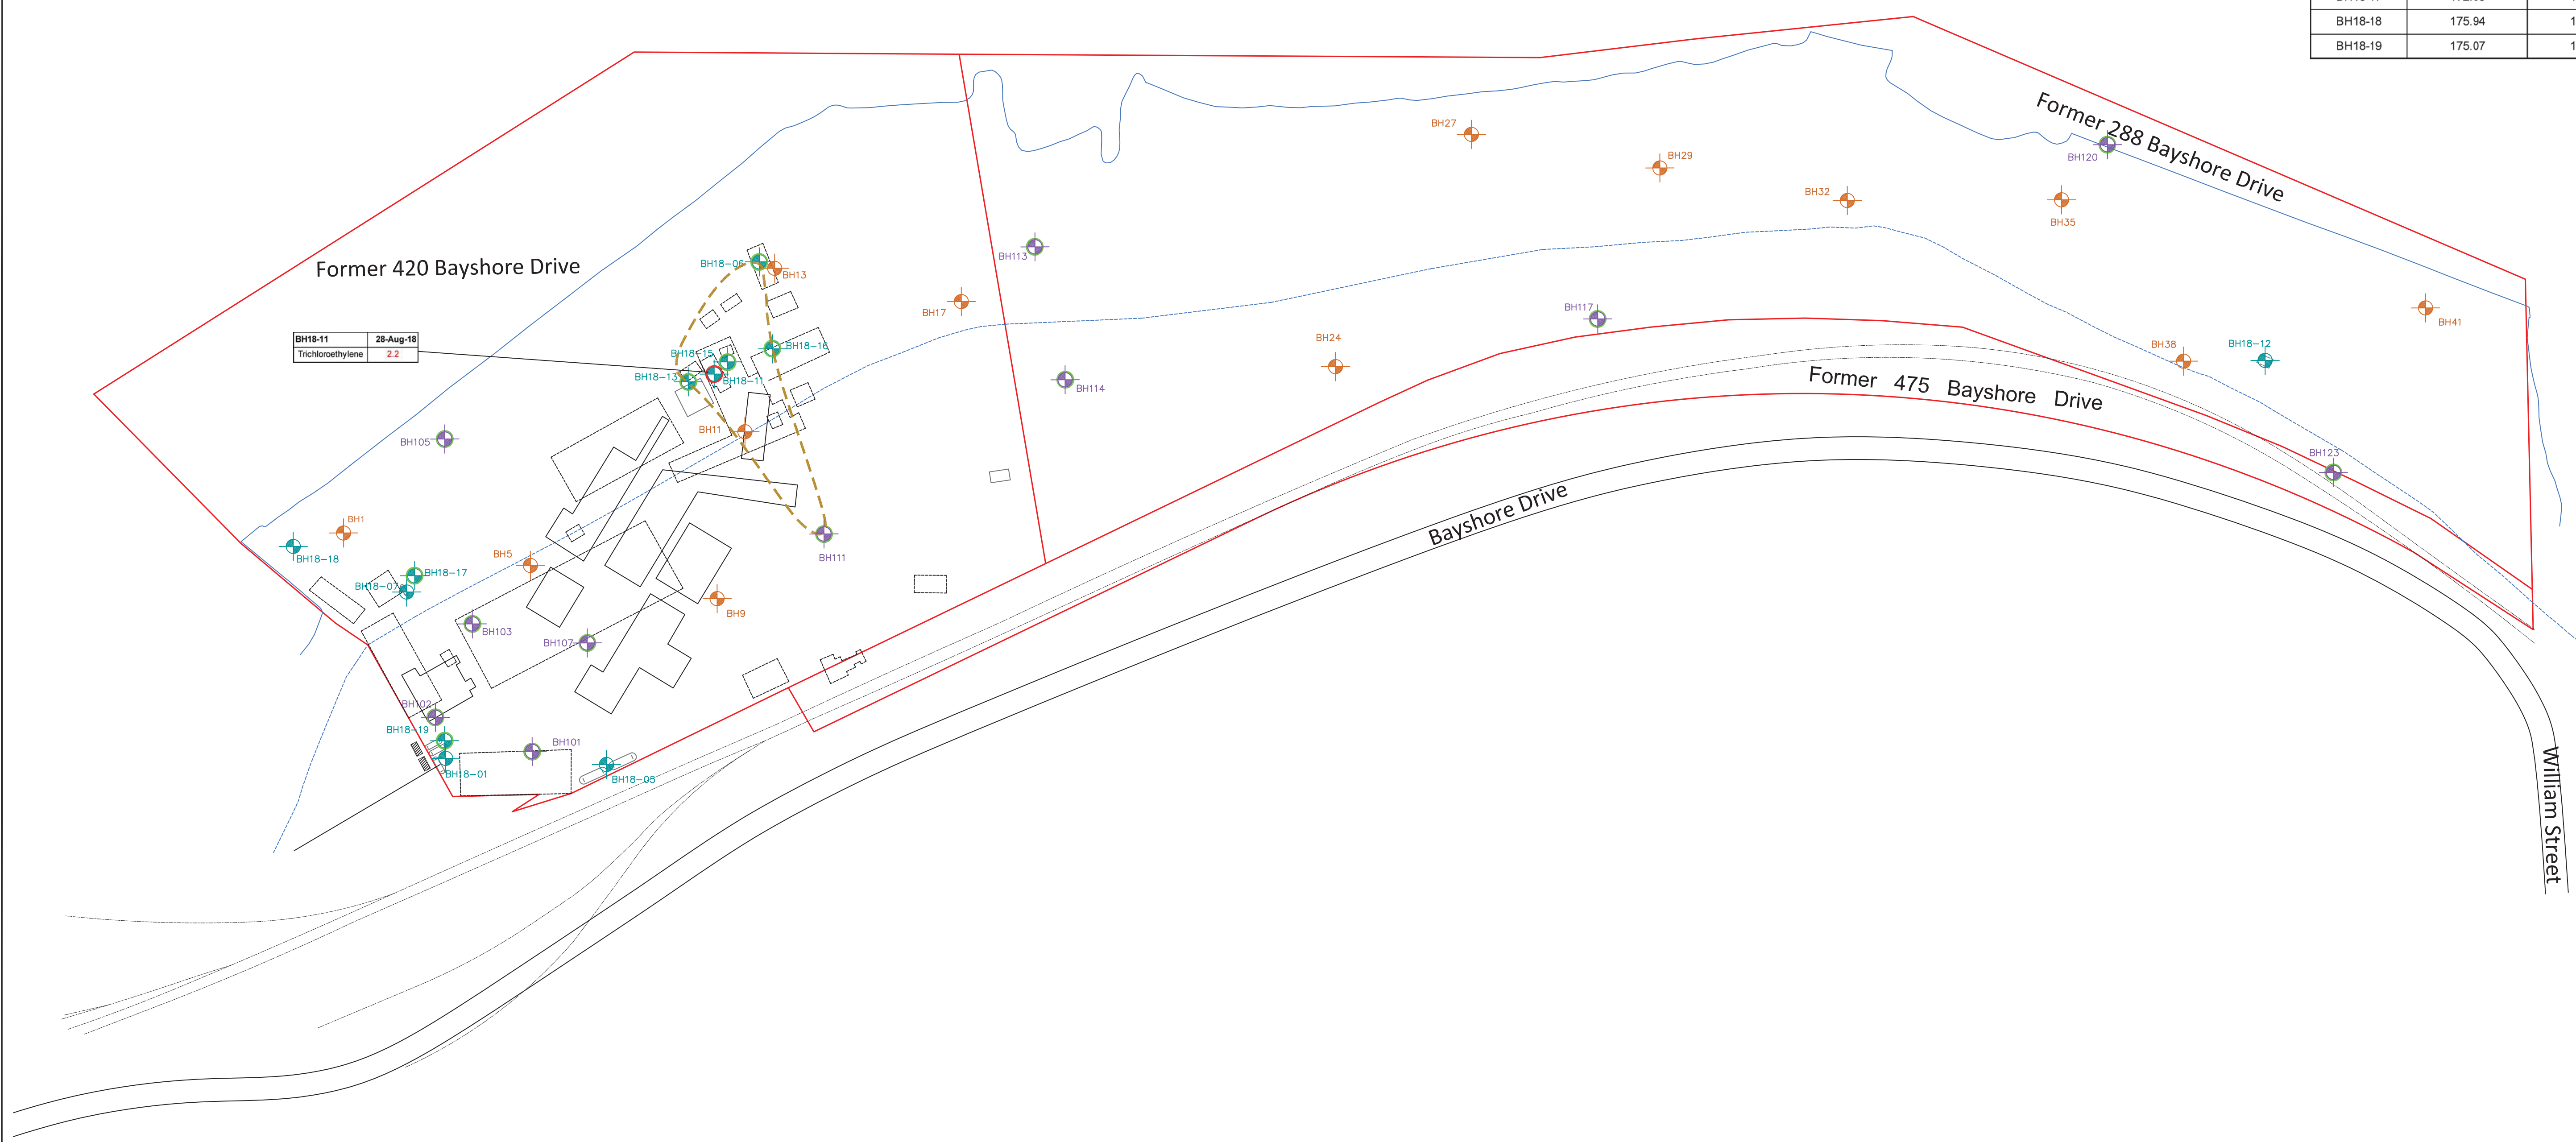 BH18-18 175.94
BH18-19 175.07
Former 288 Bayshore Drive
BH27
BH29
BH120
BH32
BH35
BH113
Former 420 Bayshore Drive
BH18-06
BH13
BH17
BH117
BH41
BH24
BH38
BH18-12
BH18-11 28-Aug-18
Trichloroethylene 2.2
BH18-15
BH18-16
BH18-13
BH18-11
BH114
Former 475 Bayshore Drive
BH11
BH105
BH123
Bayshore Drive
BH1
BH18-18
BH5
BH111
BH18-17
BH18-07
BH9
BH103
BH107
BH102
BH18-19
BH101
BH18-01
BH18-05
William Street